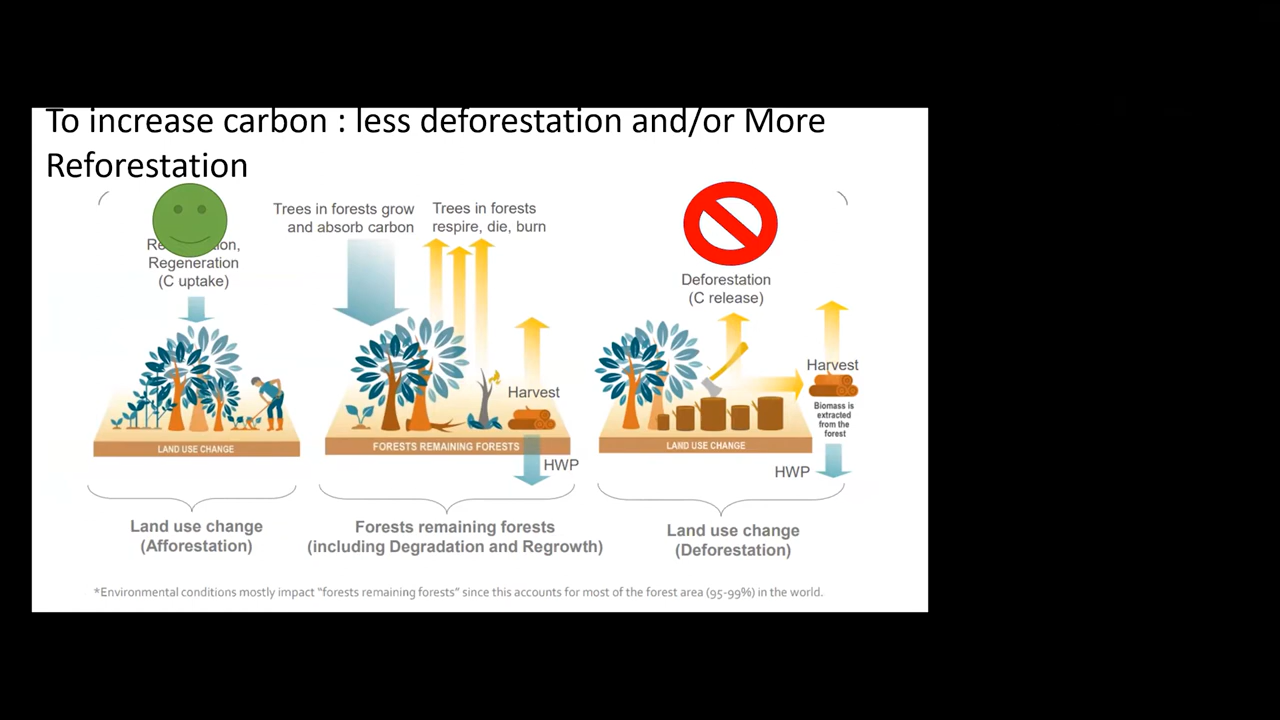 To increase carbon : less deforestation and/or More
Reforestation
Regeneration
(C uptake)
Trees in forests grow
and absorb carbon
Trees in forests
respire, die, burn
Deforestation
(C release)
Harvest
Harvest
Biomass is
extracted
from the
forest
LAND USE CHANGE
FORESTS REMAINING FORESTS
LAND USE CHANGE
HWP
HWP
Land use change
(Afforestation)
Forests remaining forests
(including Degradation and Regrowth)
Land use change
(Deforestation)
*Environmental conditions mostly impact “forests remaining forests” since this accounts for most of the forest area (95-99%) in the world.